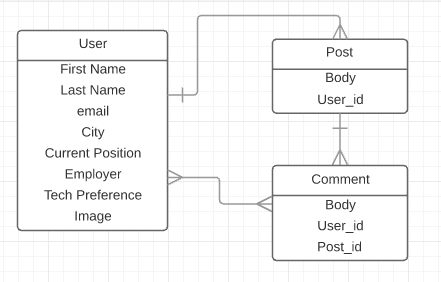 User
First Name
Last Name
email
City
Current Position
Employer
Tech Preference
Image
Post
Body
User_id
Comment
Body
User_id
Post_id